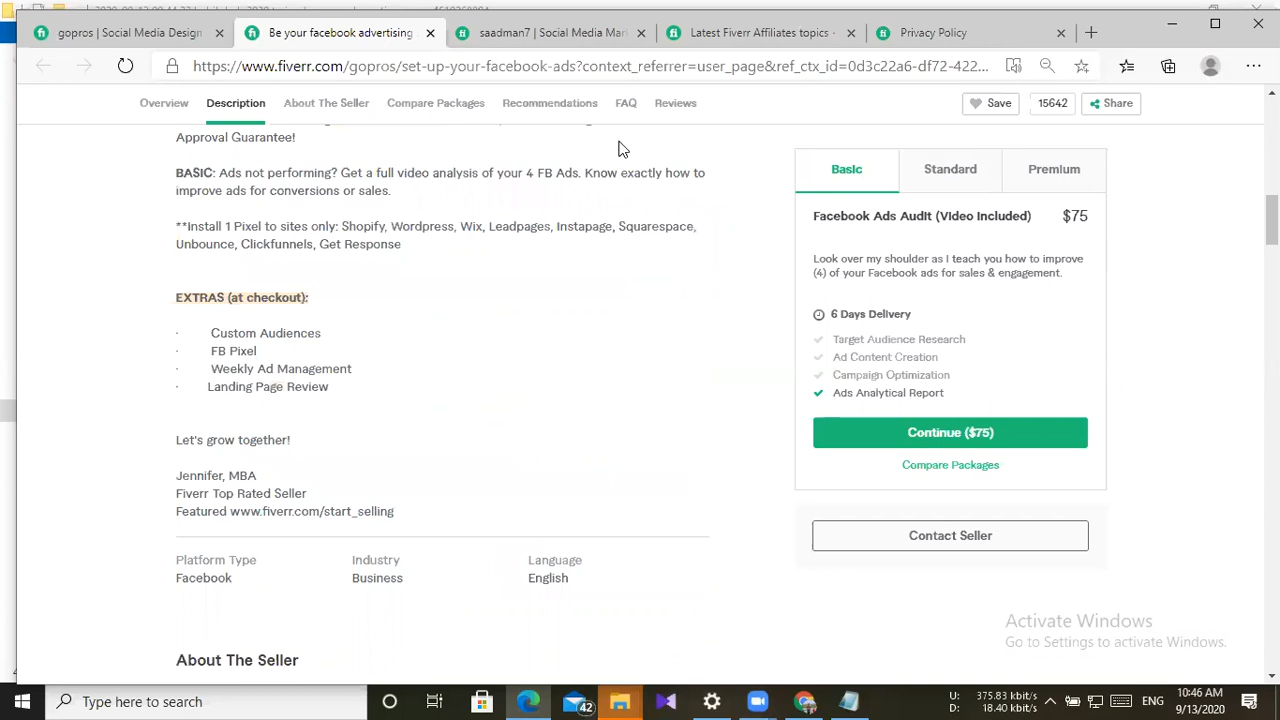 gopros | Social Media Design
Be your facebook advertising
saadman7 | Social Media Mar
Latest Fiverr Affiliates topics -
Privacy Policy
https://www.fiverr.com/gopros/set-up-your-facebook-ads?context_referrer=user_page&ref_ctx_id=0d3c22a6-df72-422...
Overview
Description
About The Seller
Compare Packages
Recommendations
FAQ
Reviews
Save
15642
Share
Approval Guarantee!
BASIC: Ads not performing? Get a full video analysis of your 4 FB Ads. Know exactly how to
improve ads for conversions or sales.
**Install 1 Pixel to sites only: Shopify, Wordpress, Wix, Leadpages, Instapage, Squarespace,
Unbounce, Clickfunnels, Get Response
EXTRAS (at checkout):
· Custom Audiences
· FB Pixel
· Weekly Ad Management
· Landing Page Review
Let's grow together!
Jennifer, MBA
Fiverr Top Rated Seller
Featured www.fiverr.com/start_selling
Platform Type
Industry
Language
Facebook
Business
English
About The Seller
Basic
Standard
Premium
Facebook Ads Audit (Video Included)
$75
Look over my shoulder as I teach you how to improve
(4) of your Facebook ads for sales & engagement.
6 Days Delivery
Target Audience Research
Ad Content Creation
Campaign Optimization
Ads Analytical Report
Continue ($75)
Compare Packages
Contact Seller
Activate Windows
Go to Settings to activate Windows.
Type here to search
42
U: 375.83 kbit/s
D: 18.40 kbit/s
ENG
10:46 AM
9/13/2020